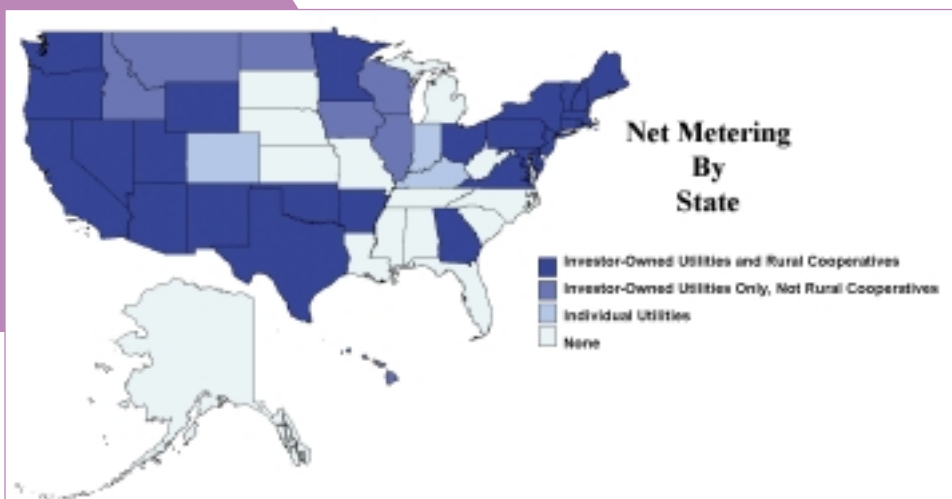 Net Metering
By
State
Investor-Owned Utilities and Rural Cooperatives
Investor-Owned Utilities Only, Not Rural Cooperatives
Individual Utilities
None